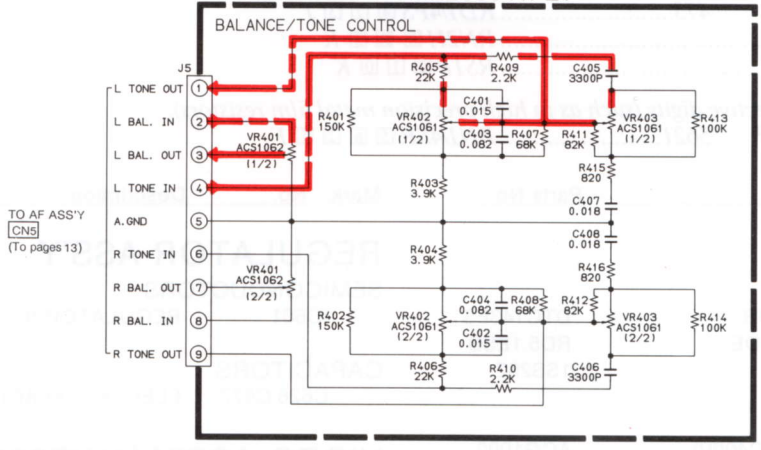 BALANCE/TONE CONTROL
J5
L TONE OUT 1
L BAL. IN 2
L BAL. OUT 3
L TONE IN 4
A.GND 5
R TONE IN 6
R BAL. OUT 7
R BAL. IN 8
R TONE OUT 9
TO AF ASS'Y
CN5
(To pages 13)
VR401
ACS1062
(1/2)
VR401
ACS1062
(2/2)
R405
22K
R409
2.2K
C405
3300P
R401
150K
VR402
ACS1061
(1/2)
C401
0.015
C403
0.082
R407
68K
R411
82K
VR403
ACS1061
(1/2)
R413
100K
R415
820
R403
3.9K
C407
0.018
C408
0.018
R404
3.9K
R416
820
R402
150K
VR402
ACS1061
(2/2)
C404
0.082
C402
0.015
R408
68K
R412
82K
VR403
ACS1061
(2/2)
R414
100K
R406
22K
R410
2.2K
C406
3300P